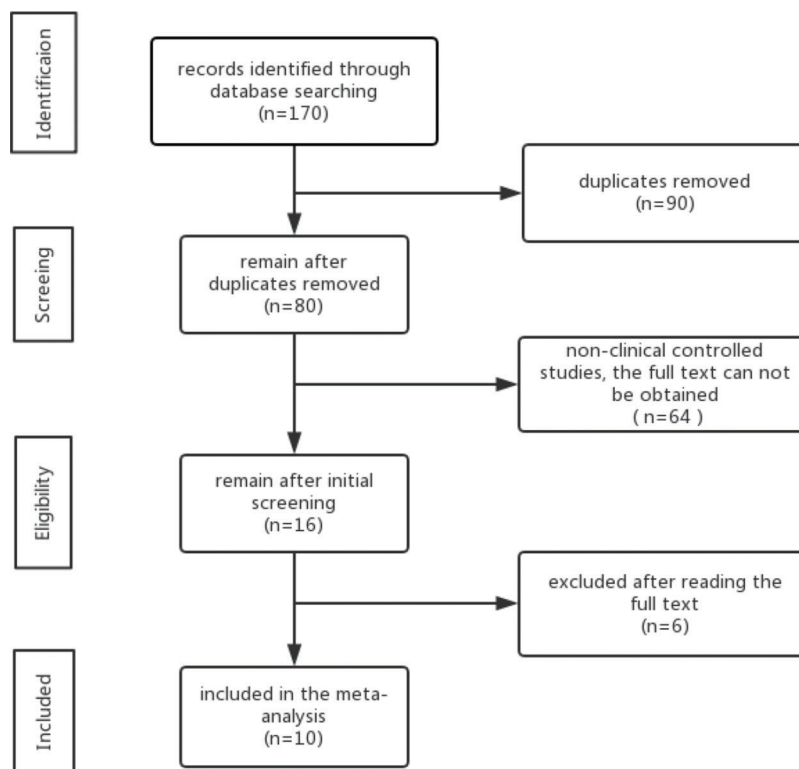 Identificaion
records identified through
database searching
(n=170)
duplicates removed
(n=90)
Screeing
remain after
duplicates removed
(n=80)
non-clinical controlled
studies, the full text can not
be obtained
( n=64 )
Eligibility
remain after initial
screening
(n=16)
excluded after reading the
full text
(n=6)
Included
included in the meta-
analysis
(n=10)